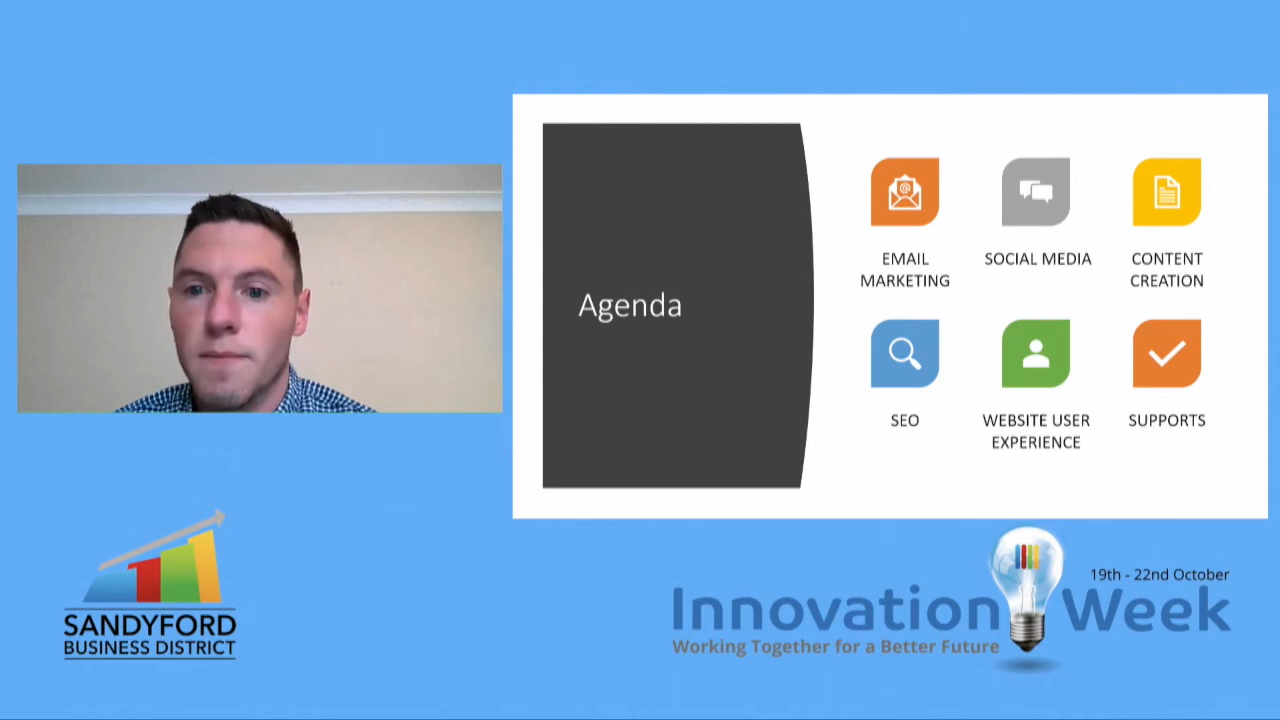 Agenda
EMAIL
MARKETING
SOCIAL MEDIA
CONTENT
CREATION
SEO
WEBSITE USER
EXPERIENCE
SUPPORTS
SANDYFORD
BUSINESS DISTRICT
19th - 22nd October
Innovation Week
Working Together for a Better Future